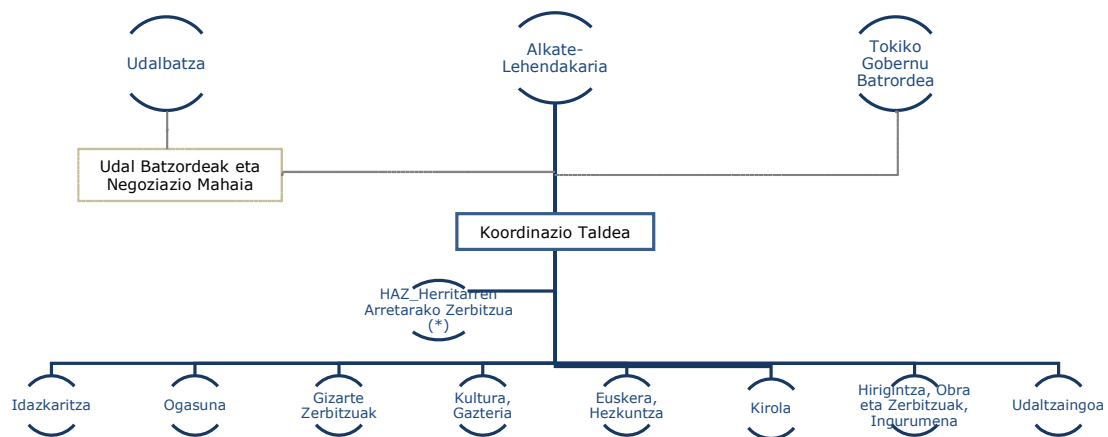 Udalbatza
Alkate-
Lehendakaria
Tokiko
Gobernu
Batrordea
Udal Batzordeak eta
Negoziazio Mahaia
Koordinazio Taldea
HAZ_Herritarren
Arretarako Zerbitzua
(*)
Idazkaritza
Ogasuna
Gizarte
Zerbitzuak
Kultura,
Gazteria
Euskera,
Hezkuntza
Kirola
Hirigintza, Obra
eta Zerbitzuak,
Ingurumena
Udaltzaingoa